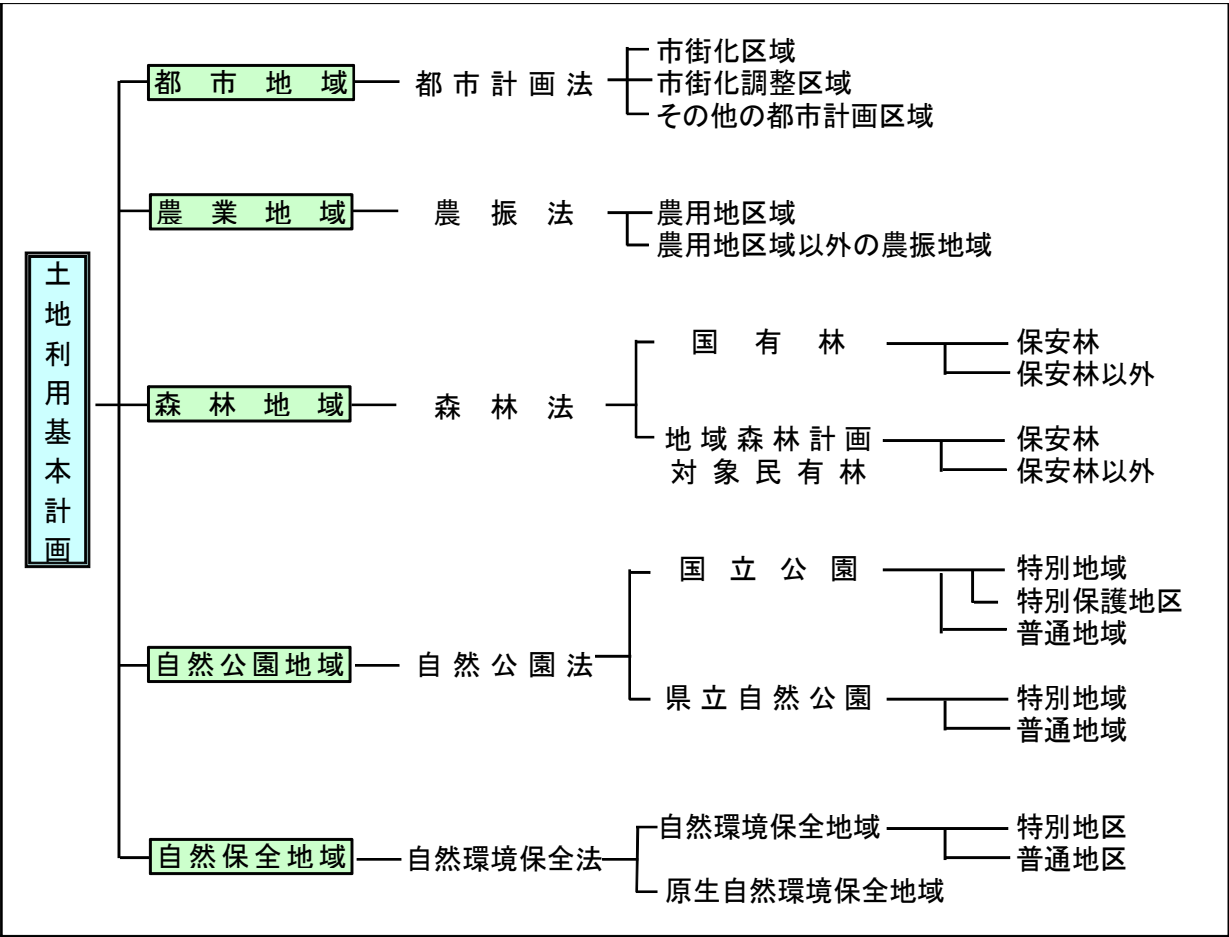 土地利用基本計画
都市地域
都市計画法
市街化区域
市街化調整区域
その他の都市計画区域
農業地域
農振法
農用地区域
農用地区域以外の農振地域
森林地域
森林法
国有林
保安林
保安林以外
地域森林計画
対象民有林
保安林
保安林以外
自然公園地域
自然公園法
国立公園
特別地域
特別保護地区
普通地域
県立自然公園
特別地域
普通地域
自然保全地域
自然環境保全法
自然環境保全地域
特別地区
普通地区
原生自然環境保全地域